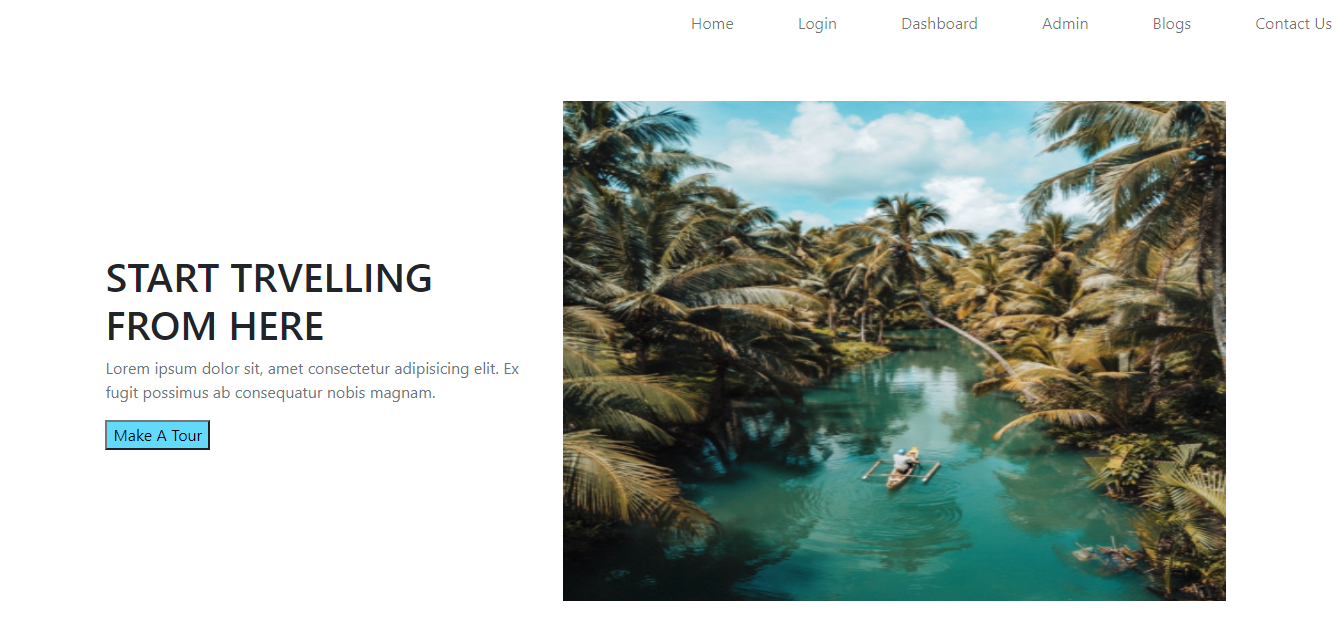 Home Login Dashboard Admin Blogs Contact Us
START TRVELLING
FROM HERE
Lorem ipsum dolor sit, amet consectetur adipisicing elit. Ex
fugit possimus ab consequatur nobis magnam.
Make A Tour